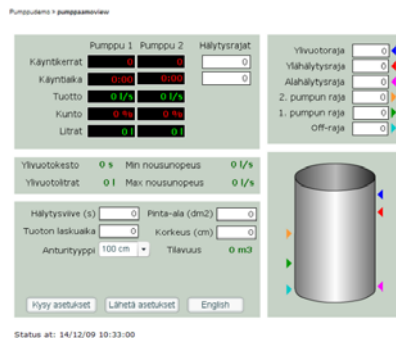 Pumppudemo > pumppaamoview
Pumppu 1 Pumppu 2 Hälytysrajat
Käyntikerrat 0 0 0
Käyntiaika 0:00 0:00 0
Tuotto 0 l/s 0 l/s
Kunto 0 % 0 %
Litrat 0 l 0 l
Ylivuotoraja 0
Ylähälytysraja 0
Alahälytysraja 0
2. pumpun raja 0
1. pumpun raja 0
Off-raja 0
Ylivuotokesto 0 s Min nousunopeus 0 l/s
Ylivuotolitrat 0 l Max nousunopeus 0 l/s
Hälytysviive (s) 0 Pinta-ala (dm2) 0
Tuoton laskuaika 0 Korkeus (cm) 0
Anturityyppi 100 cm Tilavuus 0 m3
Kysy asetukset Lähetä asetukset English
Status at: 14/12/09 10:33:00